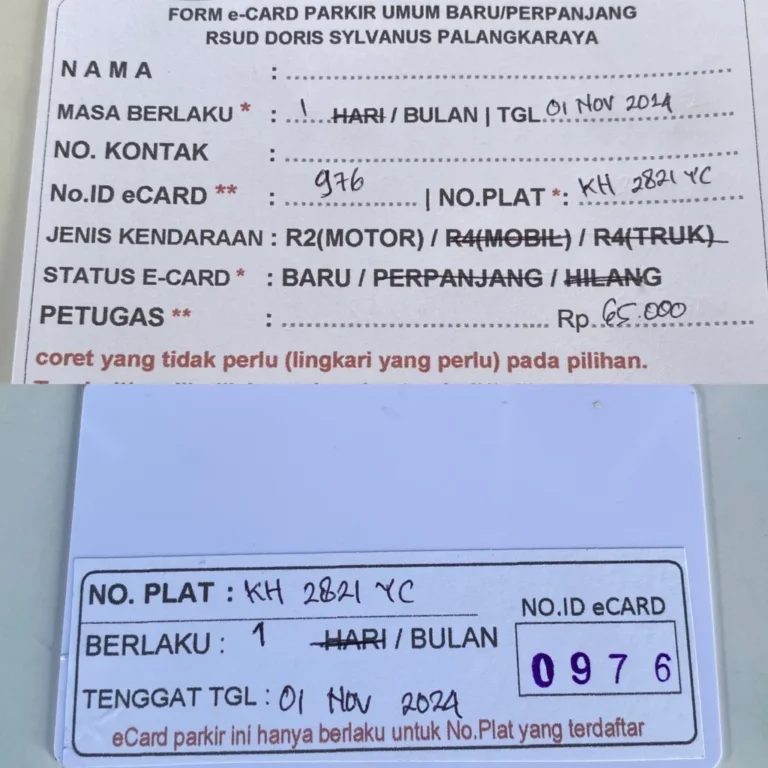 FORM e-CARD PARKIR UMUM BARU/PERPANJANG
RSUD DORIS SYLVANUS PALANGKARAYA
NAMA :
MASA BERLAKU * : 1 HARI / BULAN | TGL. 01 Nov 2024
NO. KONTAK :
No.ID eCARD ** : 976 | NO.PLAT *: KH 2821 YC
JENIS KENDARAAN : R2(MOTOR) / R4(MOBIL) / R4(TRUK)
STATUS E-CARD * : BARU / PERPANJANG / HILANG
PETUGAS ** : Rp. 65.000
coret yang tidak perlu (lingkari yang perlu) pada pilihan.
NO. PLAT : KH 2821 YC
NO.ID eCARD
BERLAKU : 1 HARI / BULAN
0976
TENGGAT TGL : 01 Nov 2024
eCard parkir ini hanya berlaku untuk No.Plat yang terdaftar